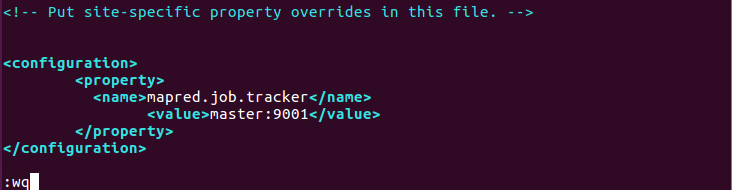 <!-- Put site-specific property overrides in this file. -->
<configuration>
<property>
<name>mapred.job.tracker</name>
<value>master:9001</value>
</property>
</configuration>
:wq